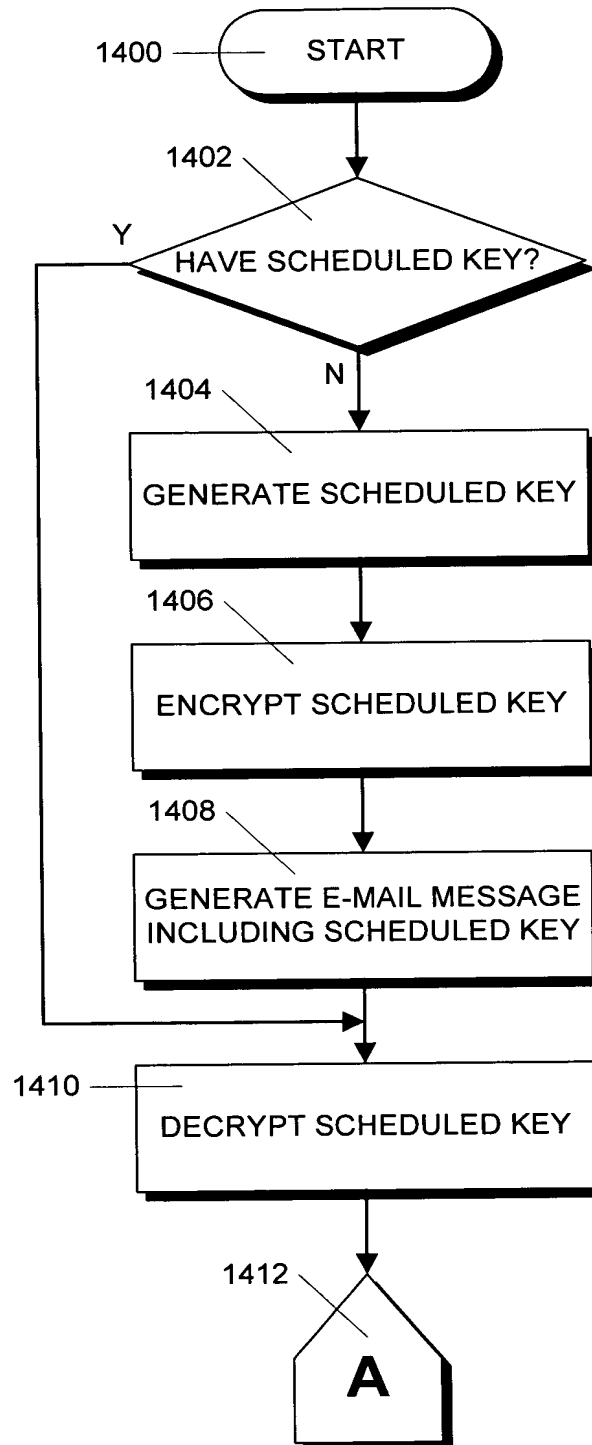 1400
START
1402
Y
HAVE SCHEDULED KEY?
N
1404
GENERATE SCHEDULED KEY
1406
ENCRYPT SCHEDULED KEY
1408
GENERATE E-MAIL MESSAGE
INCLUDING SCHEDULED KEY
1410
DECRYPT SCHEDULED KEY
1412
A